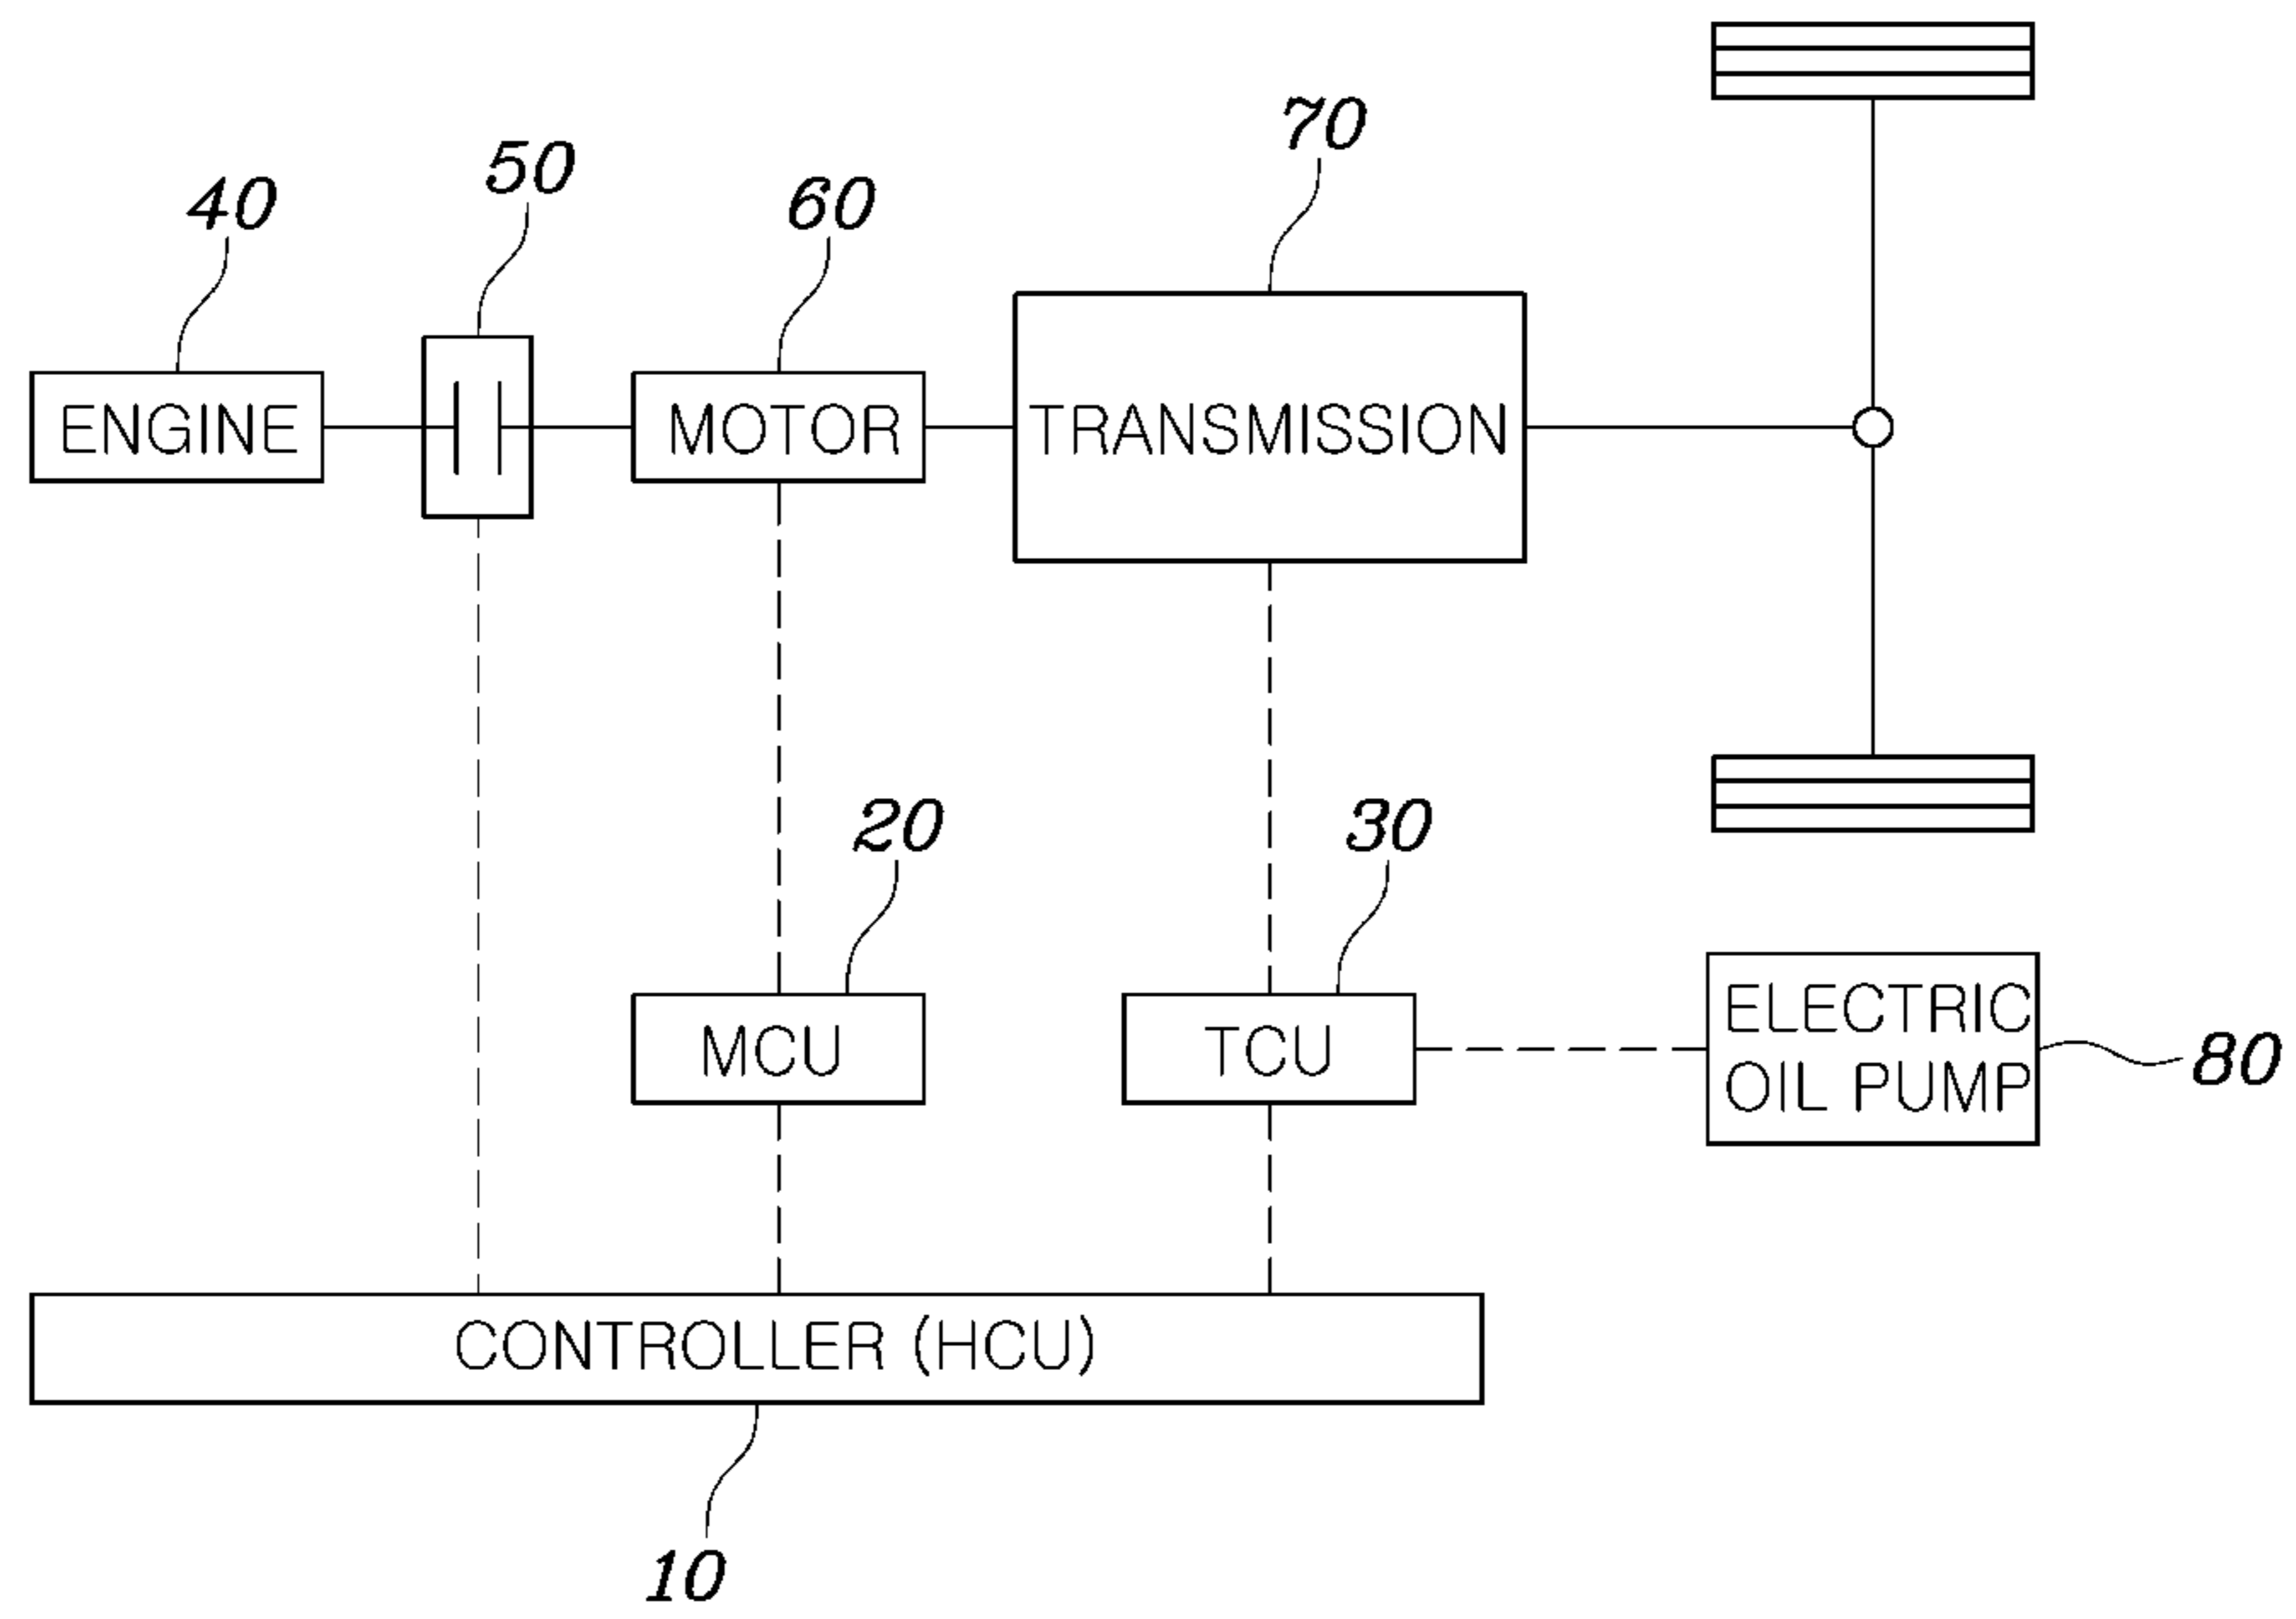 70
50
40
60
ENGINE
MOTOR
TRANSMISSION
20
30
MCU
TCU
ELECTRIC
OIL PUMP
80
CONTROLLER (HCU)
10